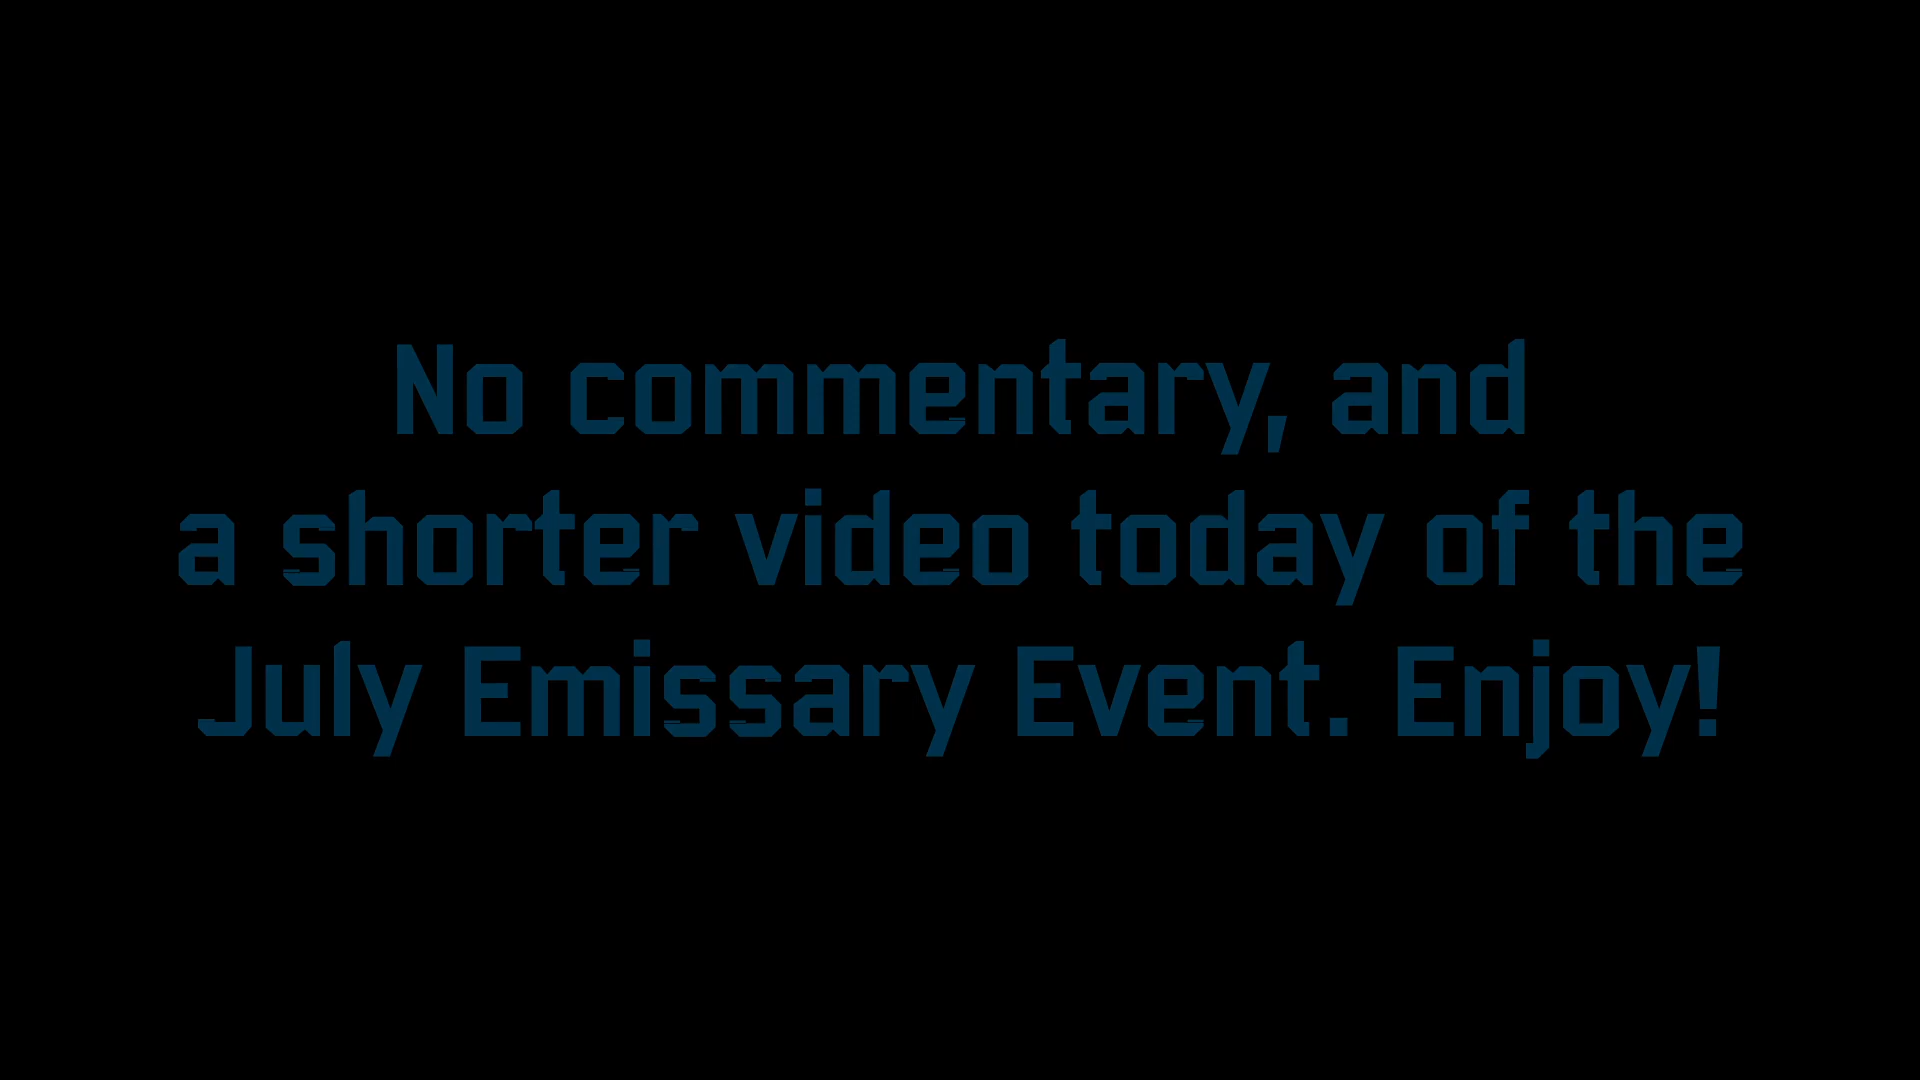 No commentary, and
a shorter video today of the
July Emissary Event. Enjoy!